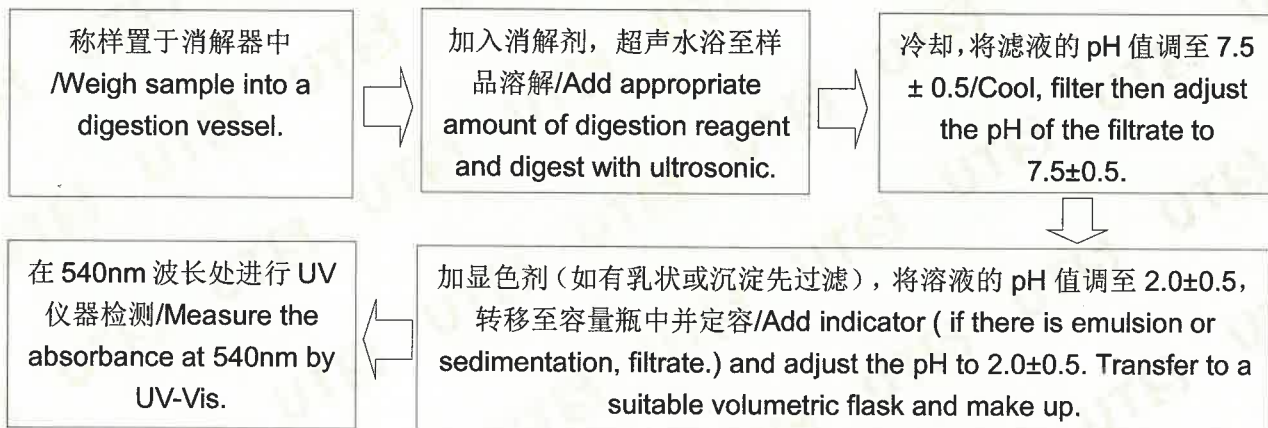 称样置于消解器中
/Weigh sample into a
digestion vessel.
加入消解剂，超声水浴至样
品溶解/Add appropriate
amount of digestion reagent
and digest with ultrasonic.
冷却，将滤液的 pH 值调至 7.5
± 0.5/Cool, filter then adjust
the pH of the filtrate to
7.5±0.5.
加显色剂（如有乳状或沉淀先过滤），将溶液的 pH 值调至 2.0±0.5，
转移至容量瓶中并定容/Add indicator ( if there is emulsion or
sedimentation, filtrate.) and adjust the pH to 2.0±0.5. Transfer to a
suitable volumetric flask and make up.
在 540nm 波长处进行 UV
仪器检测/Measure the
absorbance at 540nm by
UV-Vis.